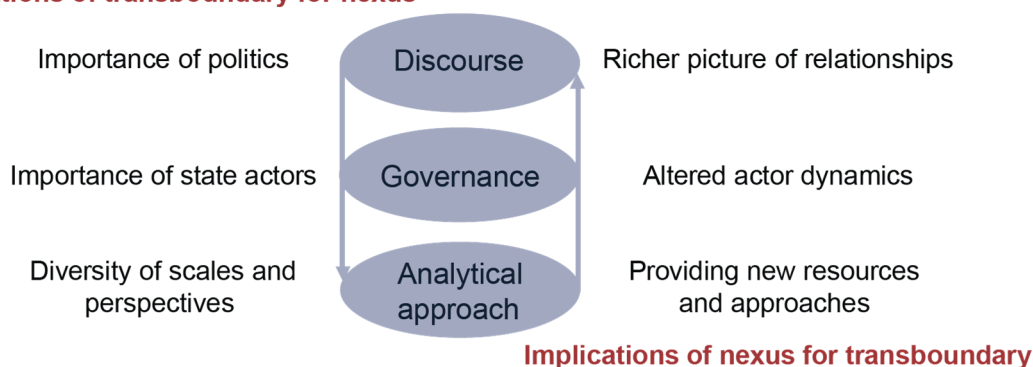 Importance of politics
Discourse
Richer picture of relationships
Importance of state actors
Governance
Altered actor dynamics
Diversity of scales and
perspectives
Analytical
approach
Providing new resources
and approaches
Implications of nexus for transboundary